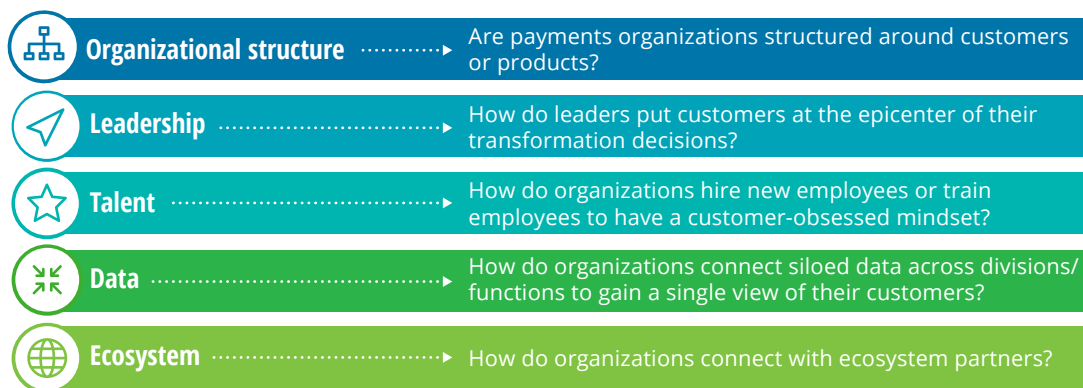 Organizational structure
Are payments organizations structured around customers
or products?
Leadership
How do leaders put customers at the epicenter of their
transformation decisions?
Talent
How do organizations hire new employees or train
employees to have a customer-obsessed mindset?
Data
How do organizations connect siloed data across divisions/
functions to gain a single view of their customers?
Ecosystem
How do organizations connect with ecosystem partners?